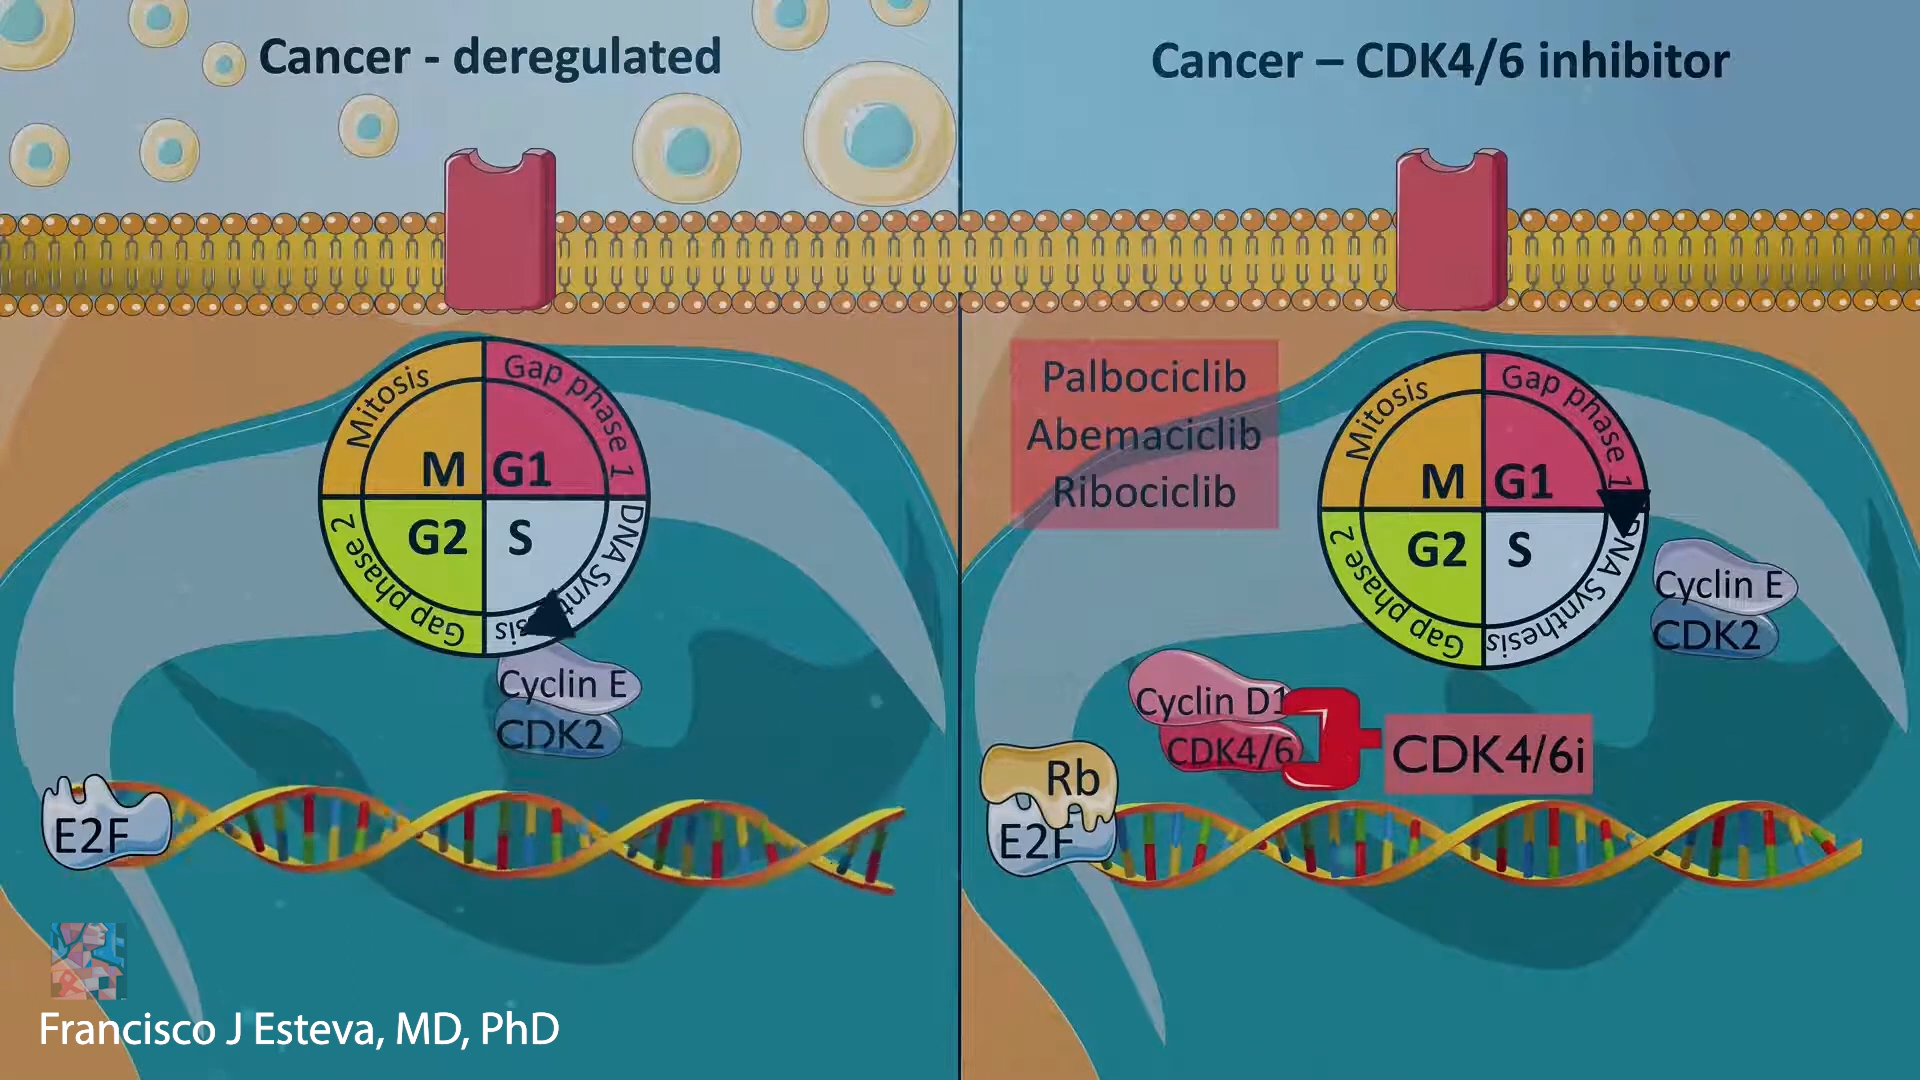 Cancer - deregulated
Mitosis
Gap phase 1
M
G1
G2
S
Gap phase 2
DNA Synthesis
Cyclin E
CDK2
E2F
Francisco J Esteva, MD, PhD
Cancer – CDK4/6 inhibitor
Palbociclib
Abemaciclib
Ribociclib
Mitosis
Gap phase 1
M
G1
G2
S
Gap phase 2
DNA Synthesis
Cyclin E
CDK2
Cyclin D1
CDK4/6
CDK4/6i
Rb
E2F